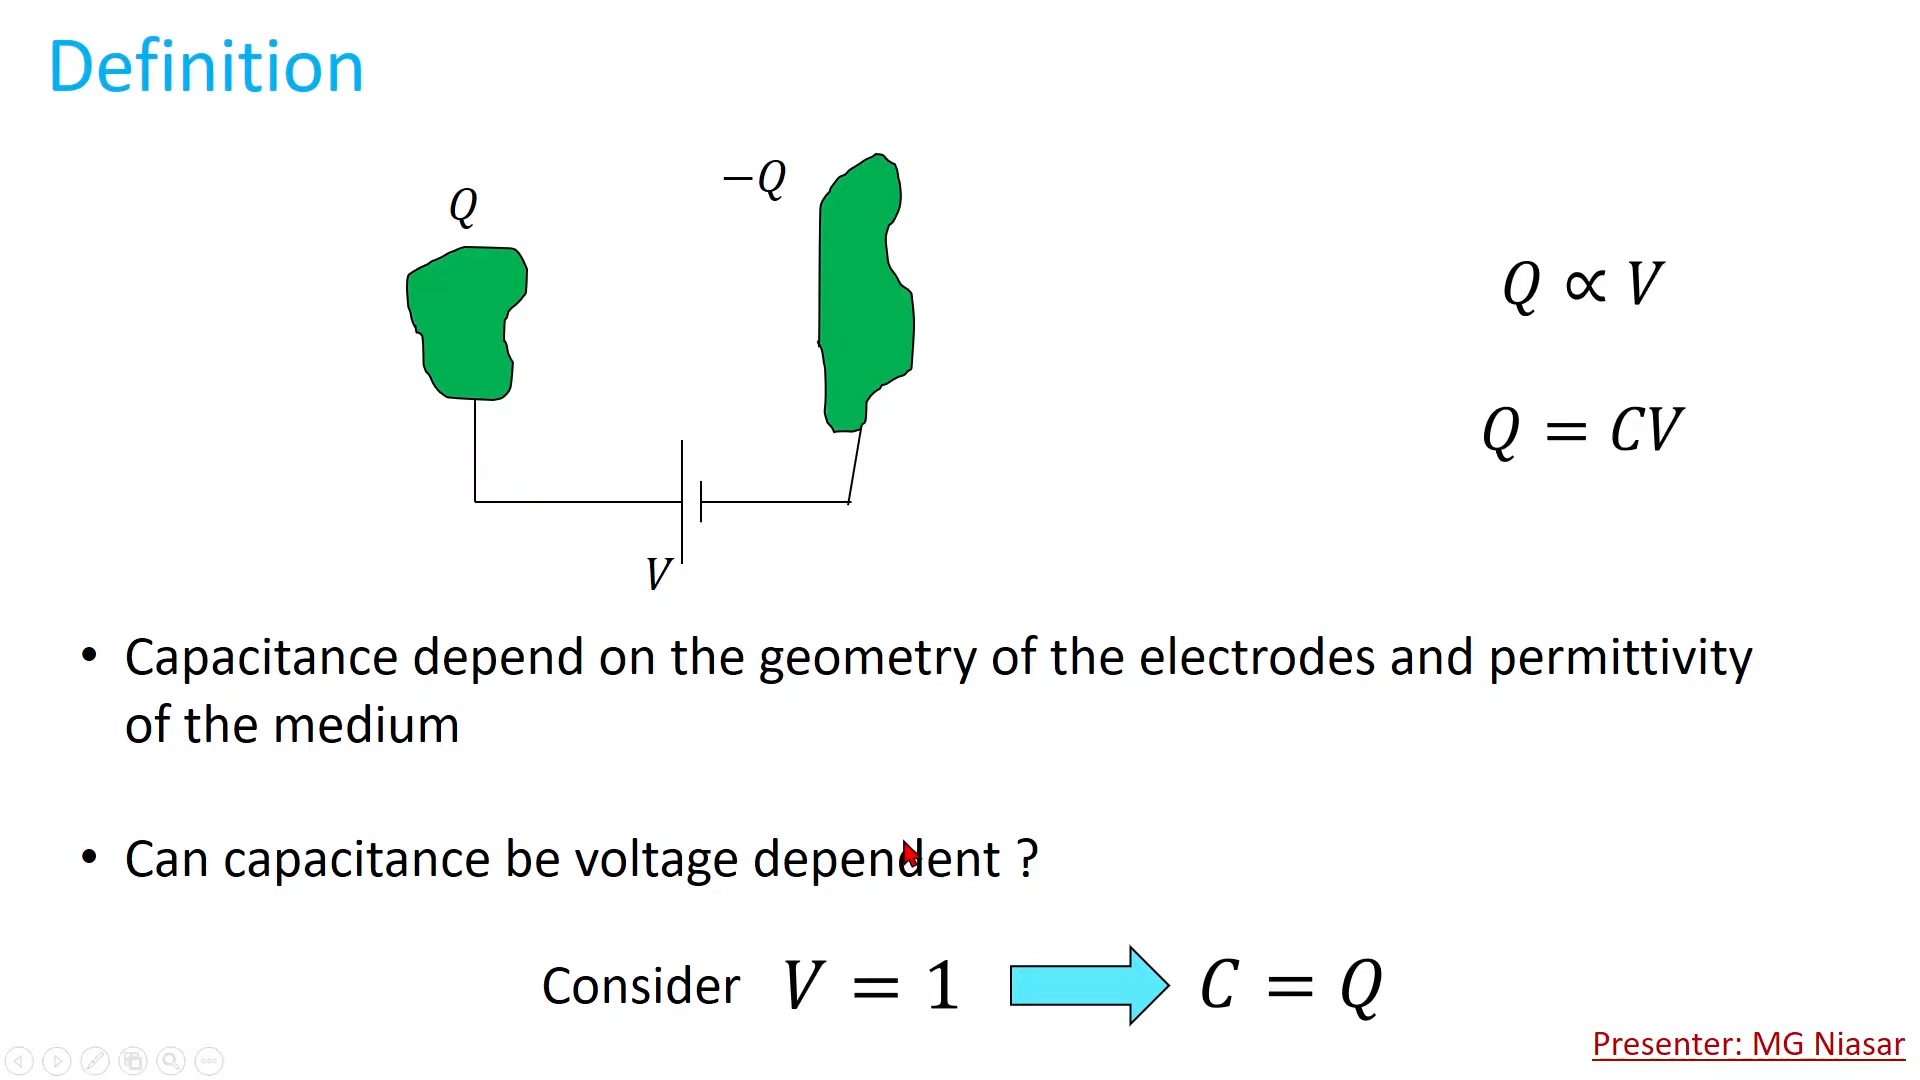 Definition
Q
−Q
Q ∝ V
Q = CV
V
• Capacitance depend on the geometry of the electrodes and permittivity
of the medium
• Can capacitance be voltage dependent ?
Consider V = 1 C = Q
Presenter: MG Niasar